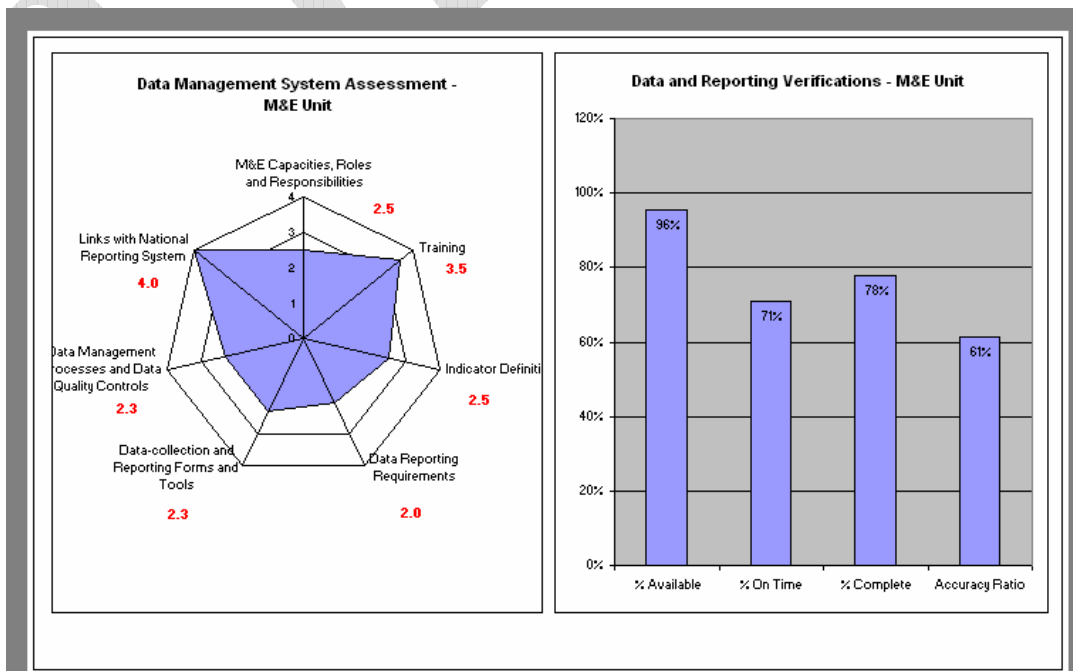 Data Management System Assessment -
M&E Unit
M&E Capacities, Roles
and Responsibilities
2.5
4
3
2
1
0
Training
3.5
Links with National
Reporting System
4.0
Indicator Definiti
2.5
Data Management
rocesses and Data
Quality Controls
2.3
Data-collection and
Reporting Forms and
Tools
2.3
Data Reporting
Requirements
2.0
Data and Reporting Verifications - M&E Unit
120%
100%
80%
60%
40%
20%
0%
96%
71%
78%
61%
% Available
% On Time
% Complete
Accuracy Ratio